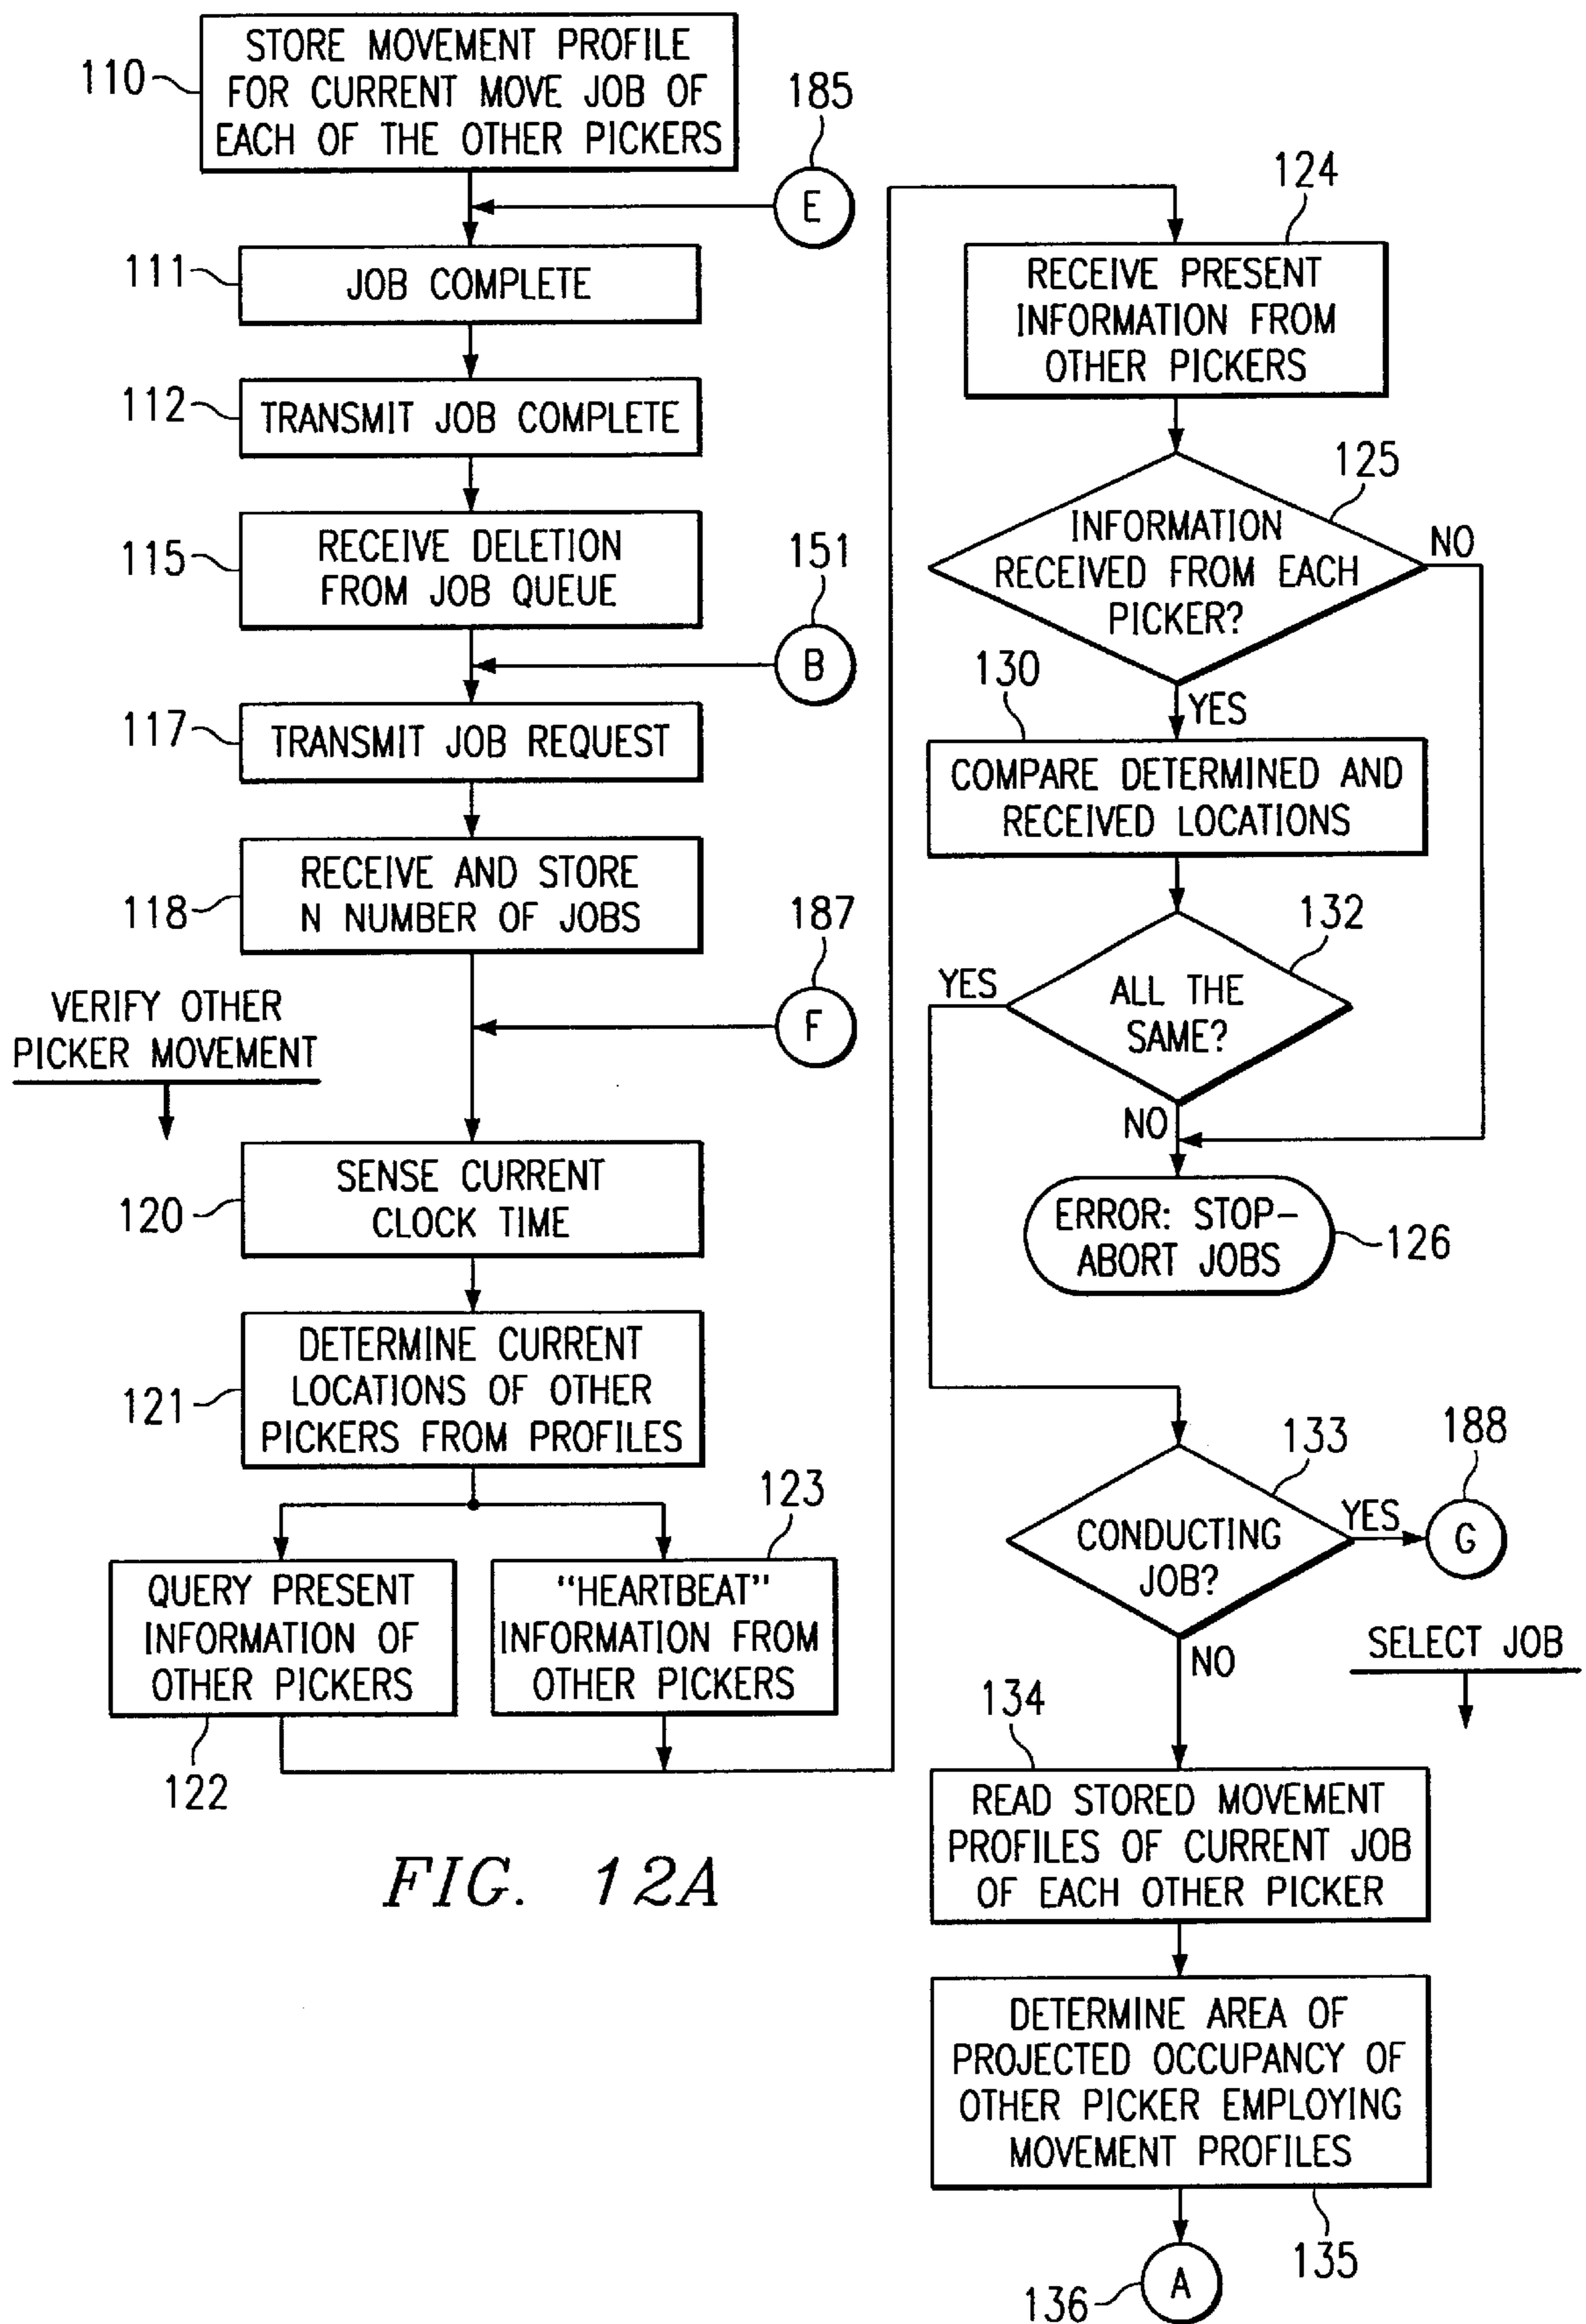 110
STORE MOVEMENT PROFILE
FOR CURRENT MOVE JOB OF
EACH OF THE OTHER PICKERS
185
E
111
JOB COMPLETE
112
TRANSMIT JOB COMPLETE
115
RECEIVE DELETION
FROM JOB QUEUE
151
B
117
TRANSMIT JOB REQUEST
118
RECEIVE AND STORE
N NUMBER OF JOBS
187
F
VERIFY OTHER
PICKER MOVEMENT
120
SENSE CURRENT
CLOCK TIME
121
DETERMINE CURRENT
LOCATIONS OF OTHER
PICKERS FROM PROFILES
122
QUERY PRESENT
INFORMATION OF
OTHER PICKERS
123
"HEARTBEAT"
INFORMATION FROM
OTHER PICKERS
124
RECEIVE PRESENT
INFORMATION FROM
OTHER PICKERS
125
INFORMATION
RECEIVED FROM EACH
PICKER?
NO
YES
130
COMPARE DETERMINED AND
RECEIVED LOCATIONS
132
ALL THE
SAME?
YES
NO
ERROR: STOP-
ABORT JOBS
126
133
CONDUCTING
JOB?
YES
188
G
NO
SELECT JOB
134
READ STORED MOVEMENT
PROFILES OF CURRENT JOB
OF EACH OTHER PICKER
DETERMINE AREA OF
PROJECTED OCCUPANCY OF
OTHER PICKER EMPLOYING
MOVEMENT PROFILES
135
136
A
FIG. 12A